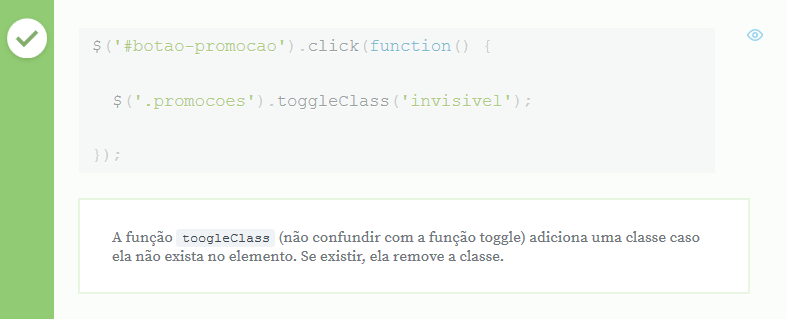 $('#botao-promocao').click(function() {
$('.promocoes').toggleClass('invisivel');
});
A função toogleClass (não confundir com a função toggle) adiciona uma classe caso
ela não exista no elemento. Se existir, ela remove a classe.